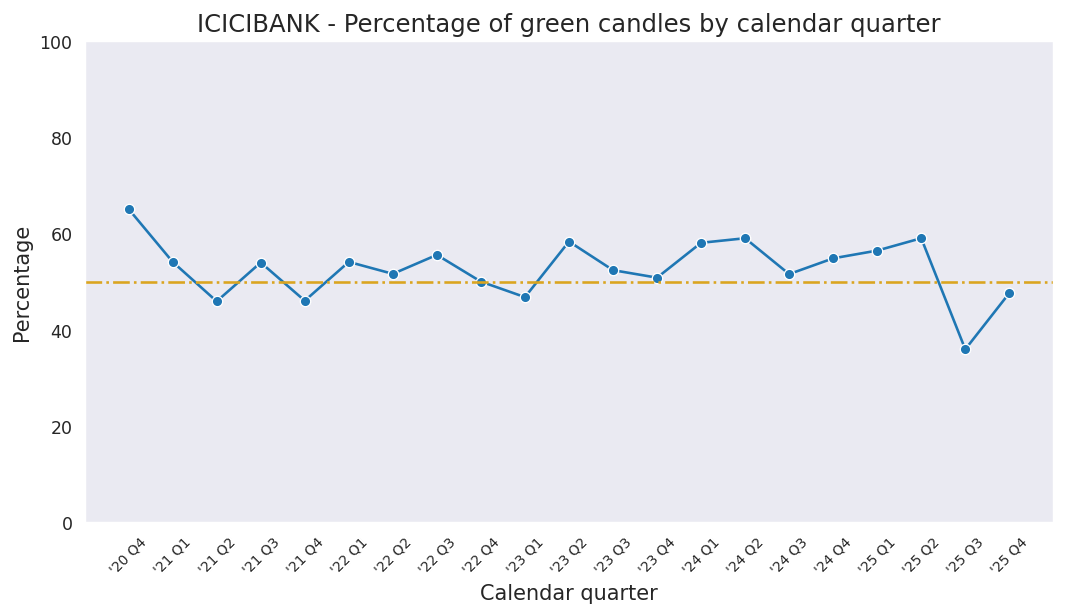 ICICIBANK - Percentage of green candles by calendar quarter
Percentage
100
80
60
40
20
0
'20 Q4
'21 Q1
'21 Q2
'21 Q3
'21 Q4
'22 Q1
'22 Q2
'22 Q3
'22 Q4
'23 Q1
'23 Q2
'23 Q3
'23 Q4
'24 Q1
'24 Q2
'24 Q3
'24 Q4
'25 Q1
'25 Q2
'25 Q3
'25 Q4
Calendar quarter